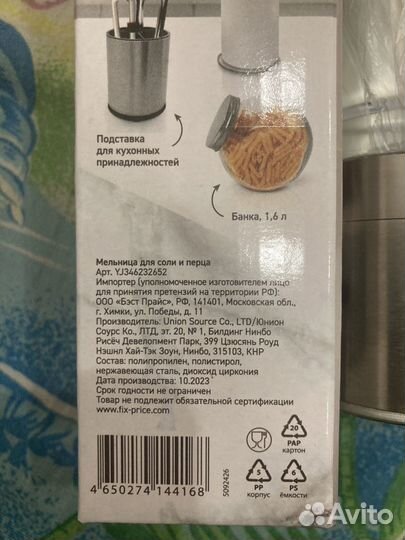 Подставка
для кухонных
принадлежностей
Банка, 1,6 л
Мельница для соли и перца
Арт. YJ346232652
Импортер (уполномоченное изготовителем лицо
для принятия претензий на территории РФ):
ООО «Бэст Прайс», РФ, 141401, Московская обл.,
г. Химки, ул. Победы, д. 11
Производитель: Union Source Co., LTD/Юнион
Соурс Ко., ЛТД, эт. 20, № 1, Билдинг Нинбо
Рисёч Девелопмент Парк, 399 Цзюсянь Роуд
Нэшнл Хай-Тэк Зоун, Нинбо, 315103, КНР
Состав: полипропилен, полистирол,
нержавеющая сталь, диоксид циркония
Дата производства: 10.2023
Срок годности не ограничен
Товар не подлежит обязательной сертификации
www.fix-price.com
4 650274 144168
S092426
20
PAP
картон
5
PP
корпус
6
PS
ёмкости
Avito